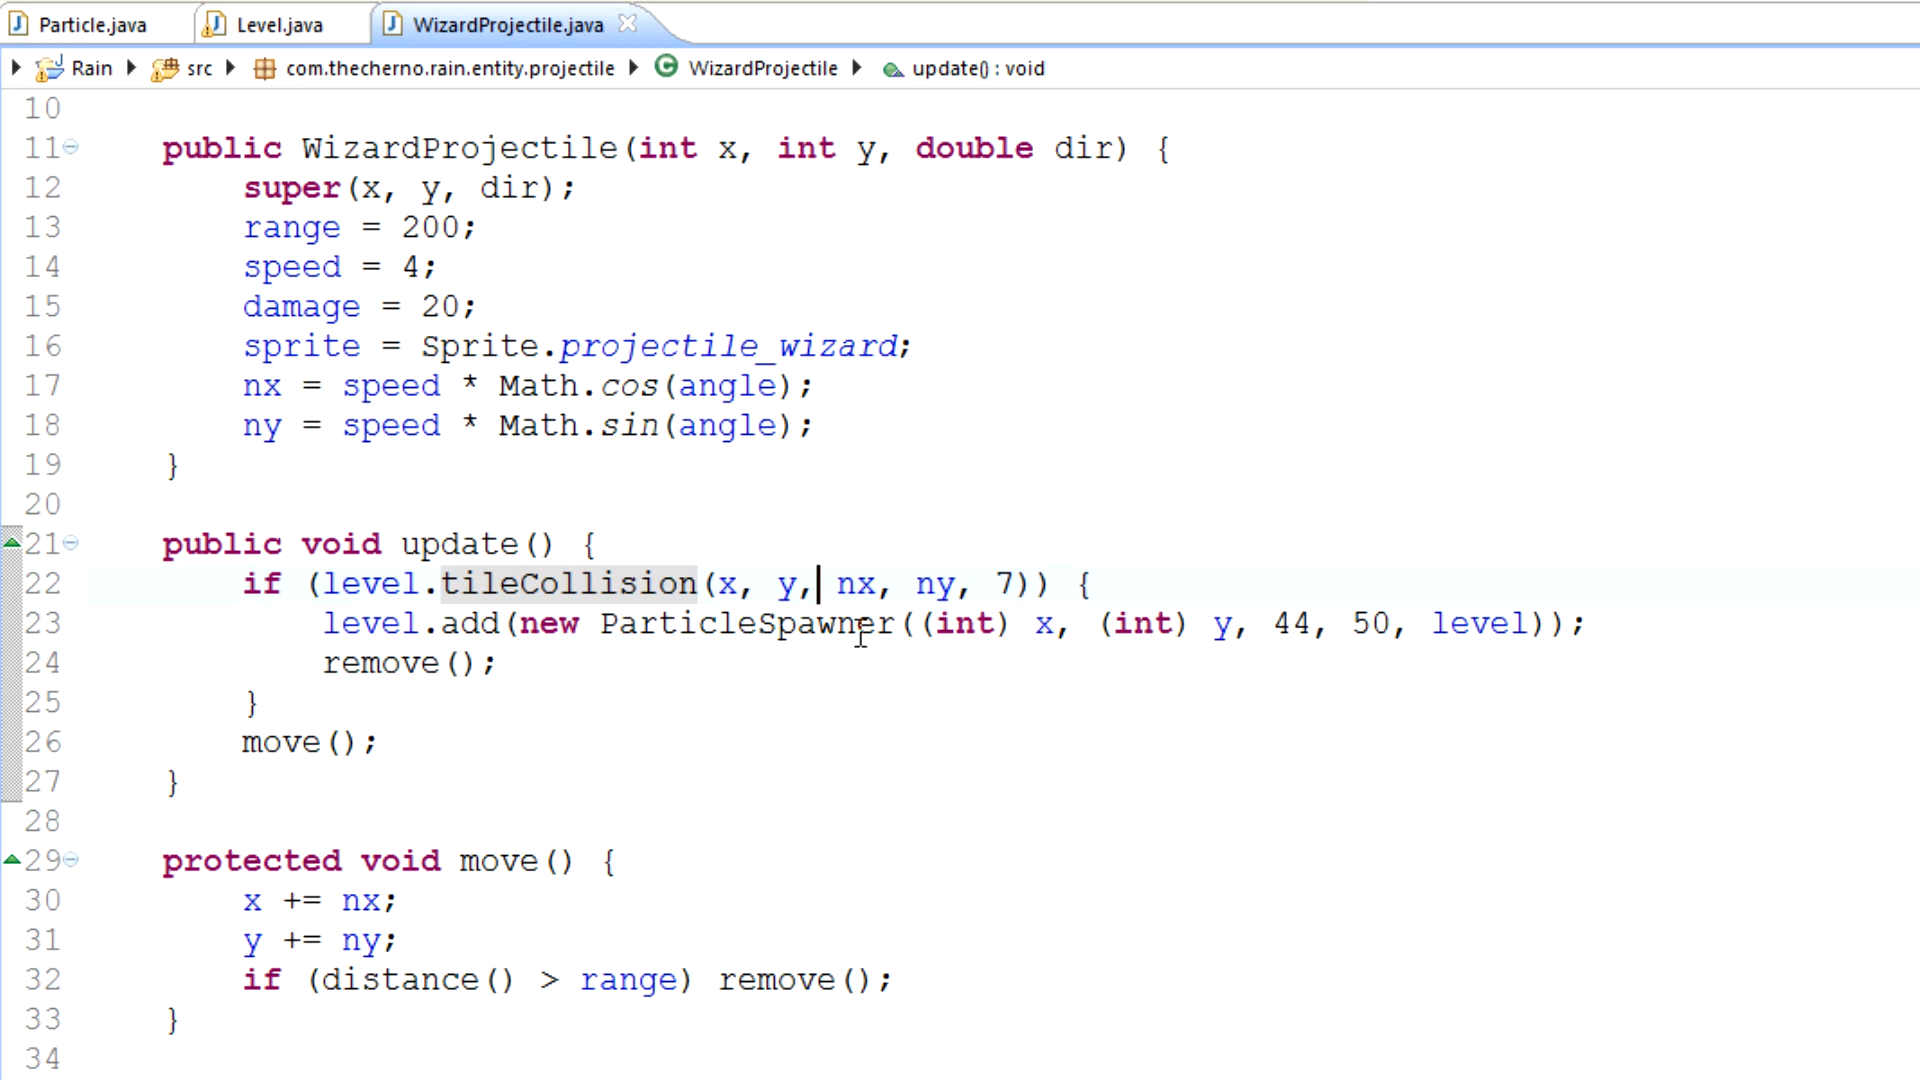 Particle.java Level.java WizardProjectile.java
Rain src com.thecherno.rain.entity.projectile WizardProjectile update() : void
10
11 public WizardProjectile(int x, int y, double dir) {
12 super(x, y, dir);
13 range = 200;
14 speed = 4;
15 damage = 20;
16 sprite = Sprite.projectile_wizard;
17 nx = speed * Math.cos(angle);
18 ny = speed * Math.sin(angle);
19 }
20
21 public void update() {
22 if (level.tileCollision(x, y, nx, ny, 7)) {
23 level.add(new ParticleSpawner((int) x, (int) y, 44, 50, level));
24 remove();
25 }
26 move();
27 }
28
29 protected void move() {
30 x += nx;
31 y += ny;
32 if (distance() > range) remove();
33 }
34